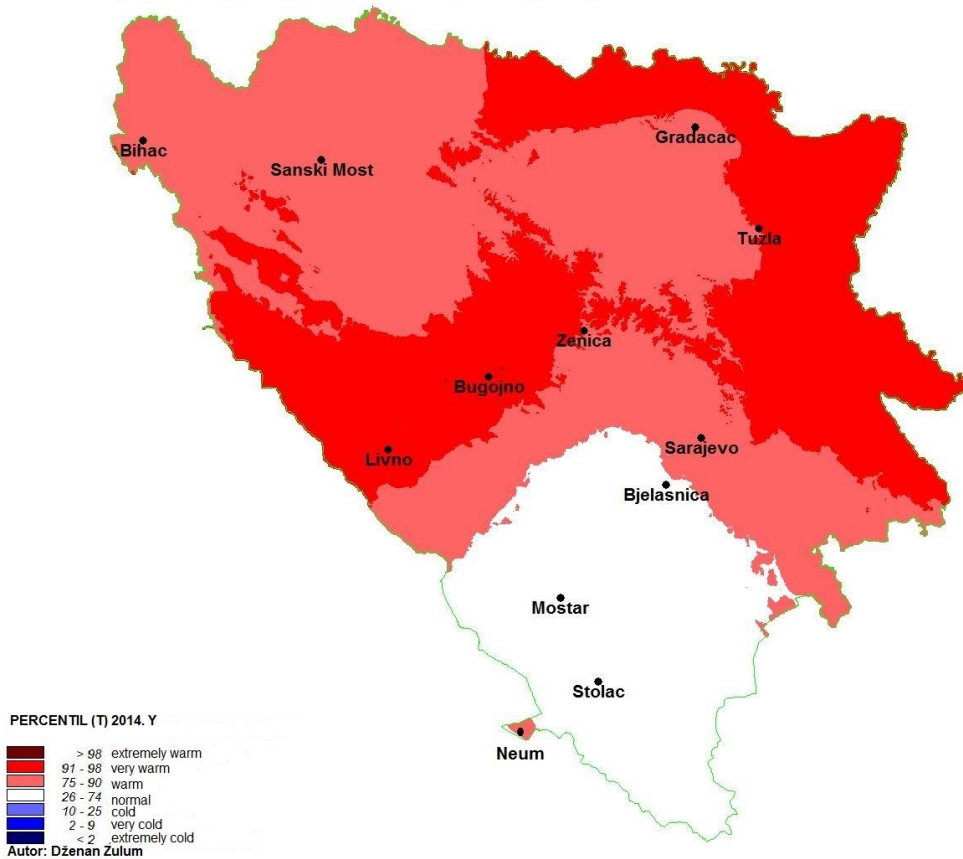 Bihac
Sanski Most
Gradacac
Tuzla
Zenica
Bugojno
Livno
Sarajevo
Bjelasnica
Mostar
Stolac
Neum
PERCENTIL (T) 2014. Y
> 98 extremely warm
91 - 98 very warm
75 - 90 warm
26 - 74 normal
10 - 25 cold
2 - 9 very cold
< 2 extremely cold
Autor: Dženan Zulum